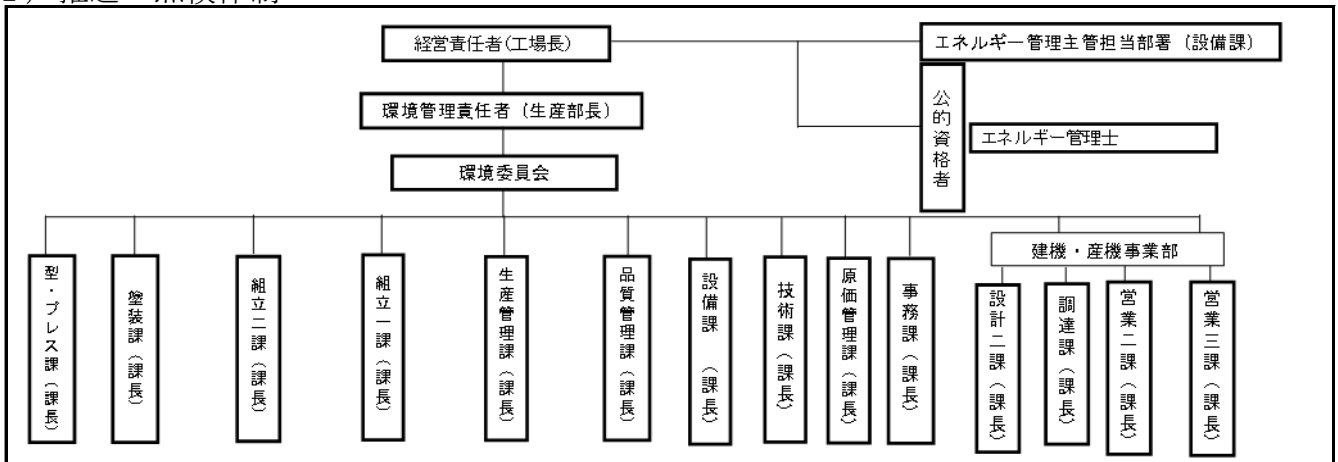 経営責任者(工場長)
エネルギー管理主管担当部署（設備課）
環境管理責任者（生産部長）
公的資格者
エネルギー管理士
環境委員会
建機・産機事業部
型・プレス課（課長）
塗装課（課長）
組立二課（課長）
組立一課（課長）
生産管理課（課長）
品質管理課（課長）
設備課　（課長）
技術課（課長）
原価管理課（課長）
事務課（課長）
設計二課（課長）
調達課（課長）
営業二課（課長）
営業三課（課長）